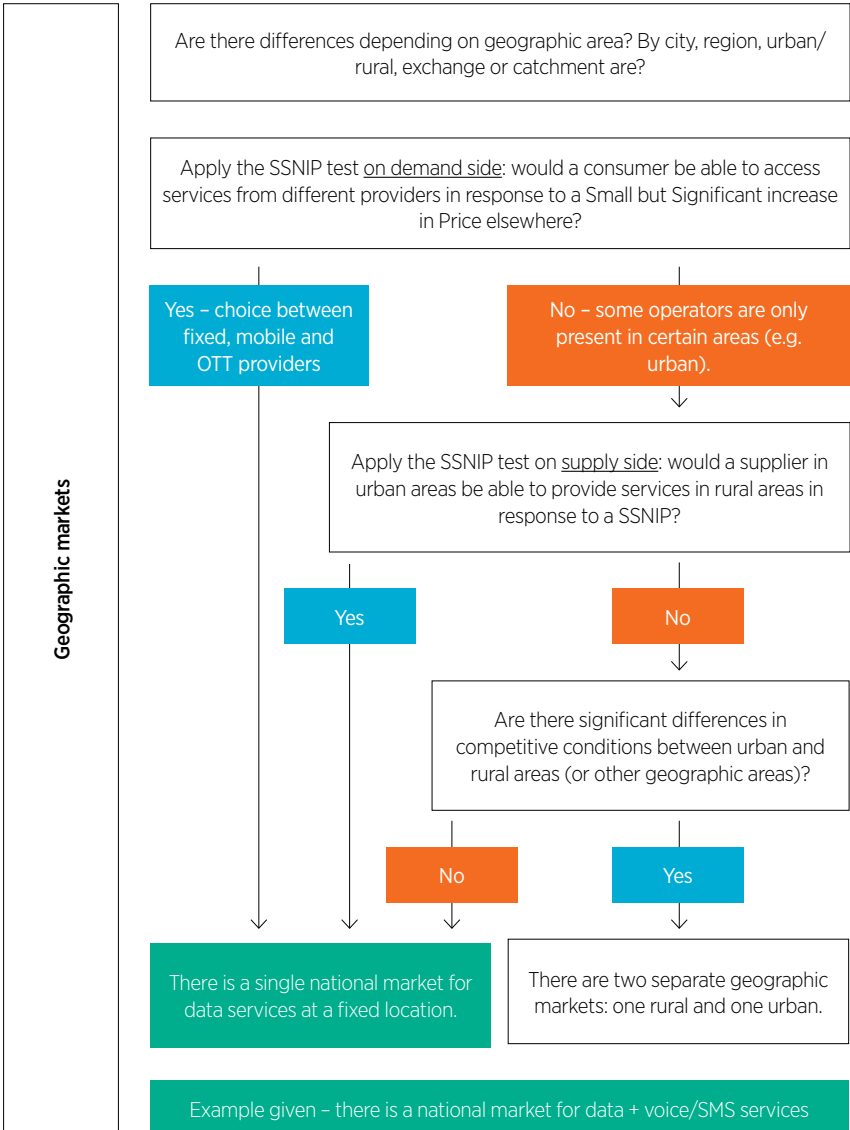 Geographic markets
Are there differences depending on geographic area? By city, region, urban/
rural, exchange or catchment are?
Apply the SSNIP test on demand side: would a consumer be able to access
services from different providers in response to a Small but Significant increase
in Price elsewhere?
Yes – choice between
fixed, mobile and
OTT providers
No – some operators are only
present in certain areas (e.g.
urban).
Apply the SSNIP test on supply side: would a supplier in
urban areas be able to provide services in rural areas in
response to a SSNIP?
Yes
No
Are there significant differences in
competitive conditions between urban and
rural areas (or other geographic areas)?
No
Yes
There is a single national market for
data services at a fixed location.
There are two separate geographic
markets: one rural and one urban.
Example given – there is a national market for data + voice/SMS services